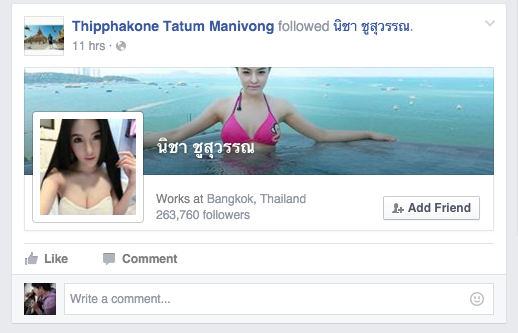 Thipphakone Tatum Manivong followed นิชา ชูสุวรรณ.
11 hrs ·
นิชา ชูสุวรรณ
Works at Bangkok, Thailand
263,760 followers
Add Friend
Like Comment
Write a comment...